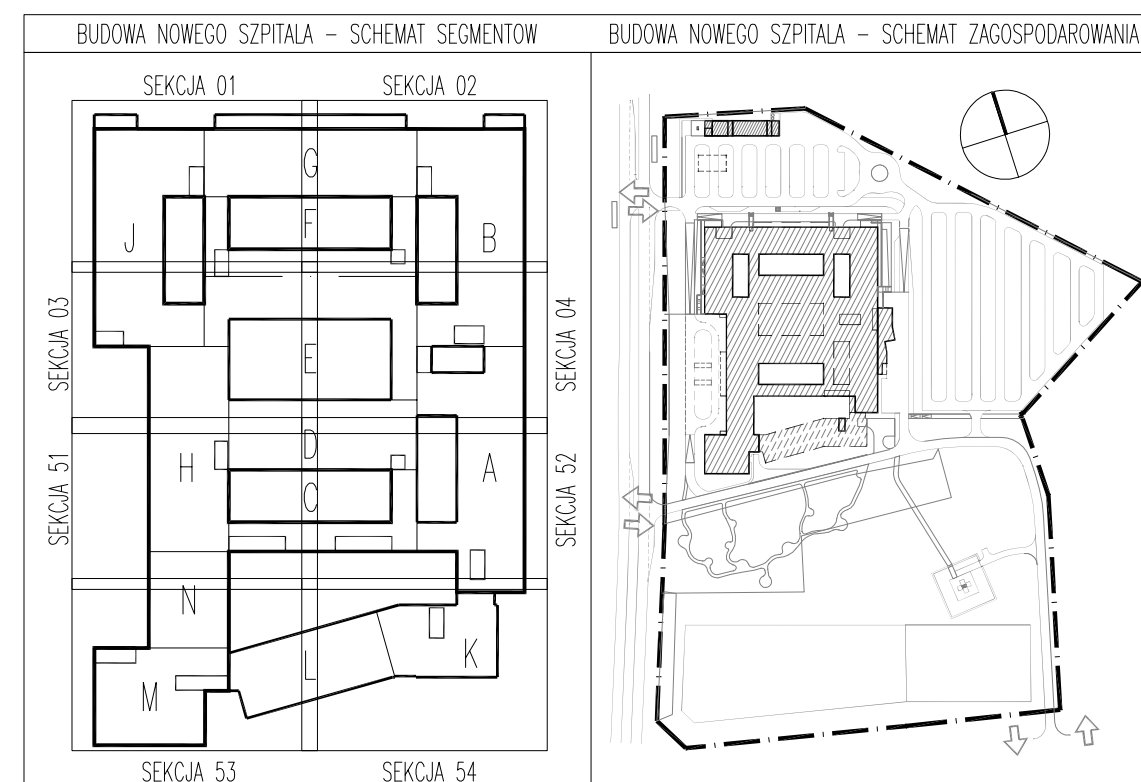 BUDOWA NOWEGO SZPITALA – SCHEMAT SEGMENTOW
BUDOWA NOWEGO SZPITALA – SCHEMAT ZAGOSPODAROWANIA
SEKCJA 01
SEKCJA 02
G
J
F
B
SEKCJA 03
SEKCJA 04
E
D
H
C
A
SEKCJA 51
SEKCJA 52
N
K
L
M
SEKCJA 53
SEKCJA 54